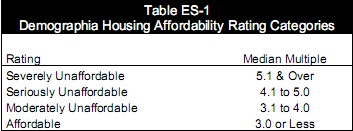 Table ES-1
Demographia Housing Affordability Rating Categories
Rating Median Multiple
Severely Unaffordable 5.1 & Over
Seriously Unaffordable 4.1 to 5.0
Moderately Unaffordable 3.1 to 4.0
Affordable 3.0 or Less